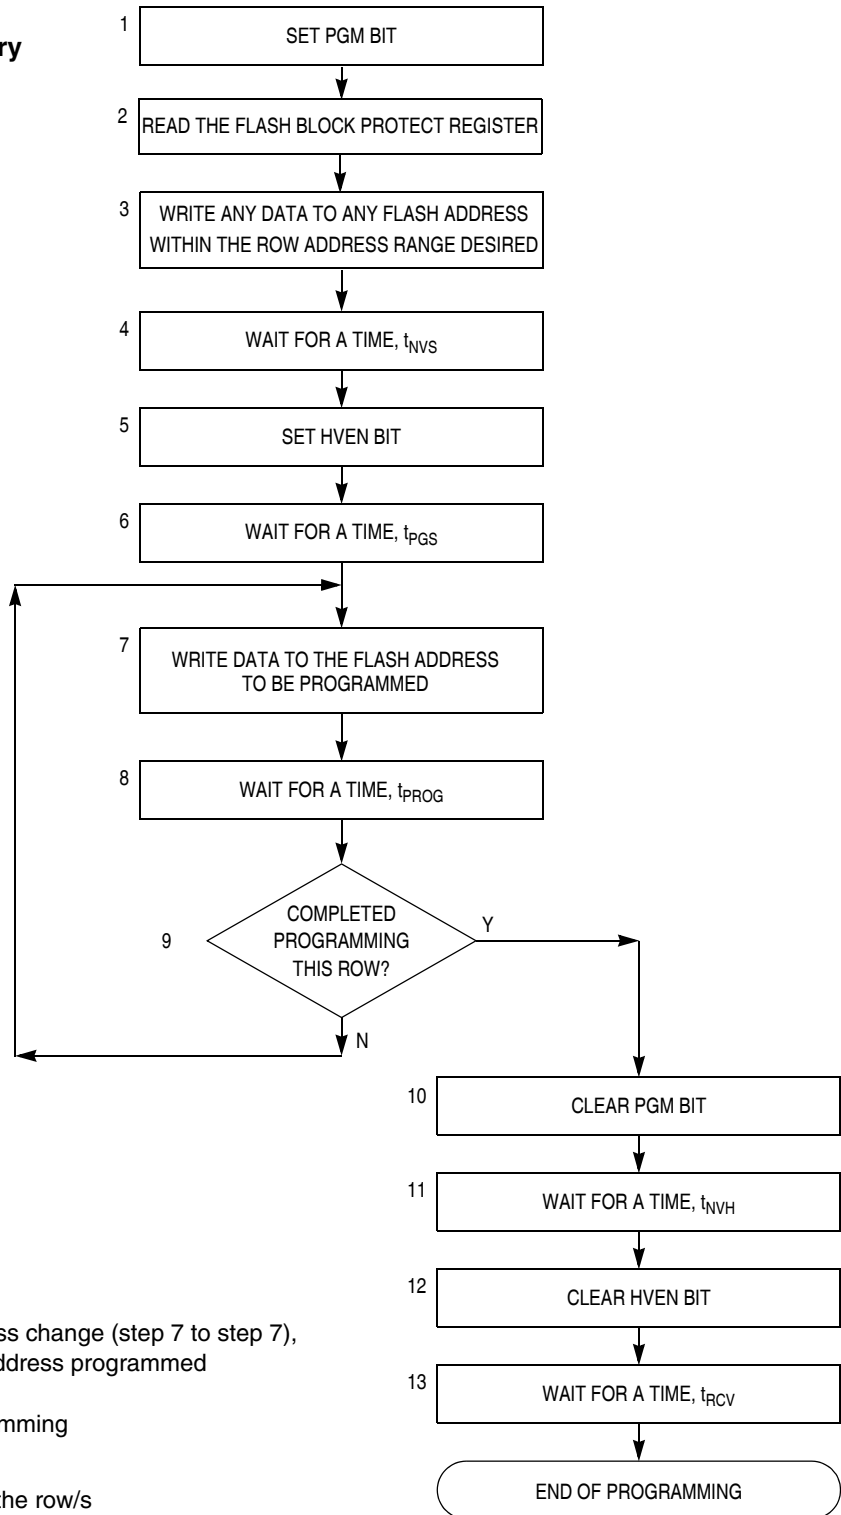 ry
1
SET PGM BIT
2
READ THE FLASH BLOCK PROTECT REGISTER
3
WRITE ANY DATA TO ANY FLASH ADDRESS
WITHIN THE ROW ADDRESS RANGE DESIRED
4
WAIT FOR A TIME, tNVS
5
SET HVEN BIT
6
WAIT FOR A TIME, tPGS
7
WRITE DATA TO THE FLASH ADDRESS
TO BE PROGRAMMED
8
WAIT FOR A TIME, tPROG
9
COMPLETED
PROGRAMMING
THIS ROW?
Y
N
10
CLEAR PGM BIT
11
WAIT FOR A TIME, tNVH
12
CLEAR HVEN BIT
13
WAIT FOR A TIME, tRCV
END OF PROGRAMMING
ss change (step 7 to step 7),
ddress programmed
mming
the row/s